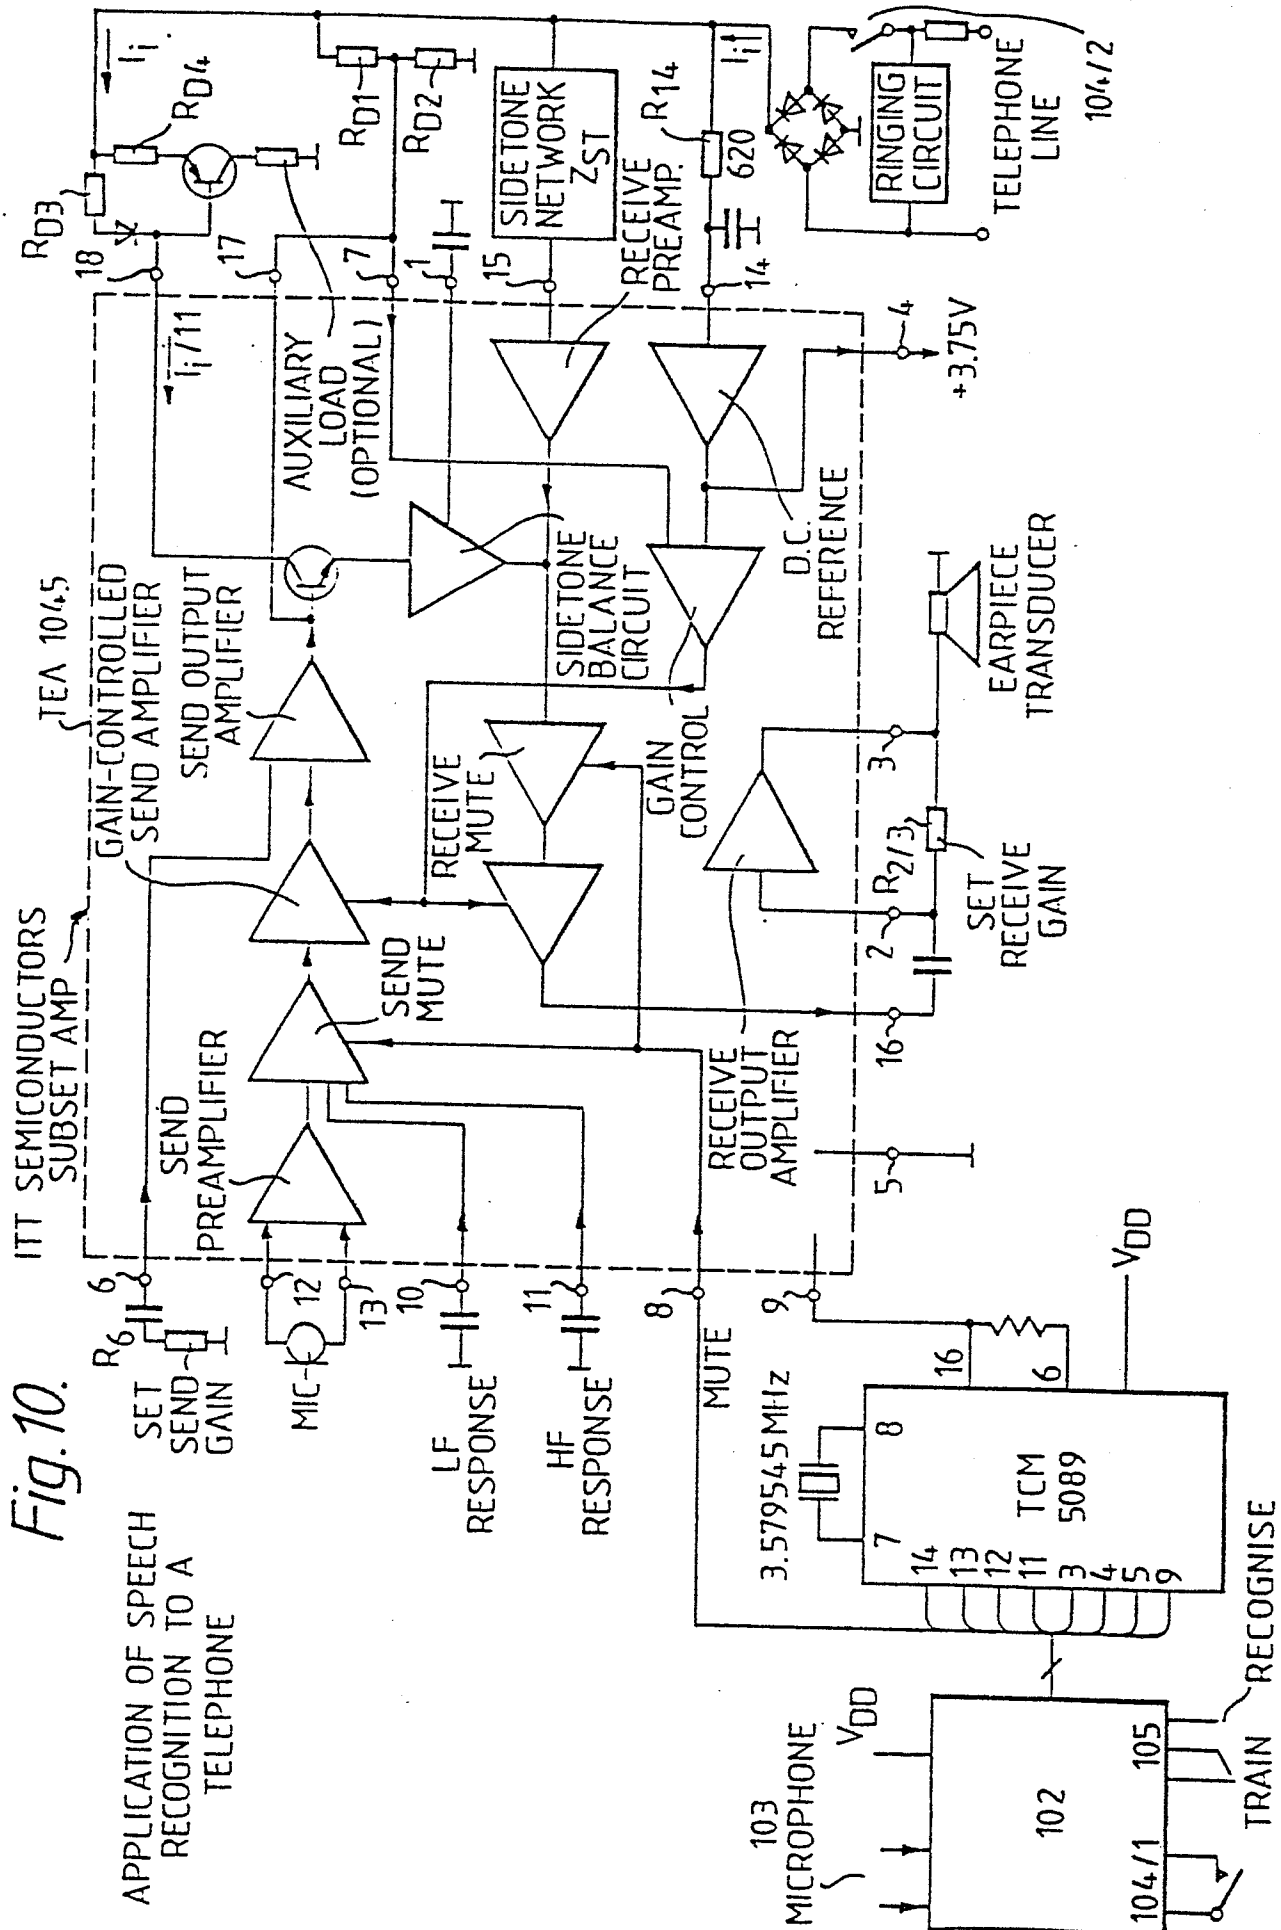 Fig. 10.
APPLICATION OF SPEECH
RECOGNITION TO A
TELEPHONE
ITT SEMICONDUCTORS
SUBSET AMP
TEA 1045
GAIN-CONTROLLED
SEND AMPLIFIER
SEND OUTPUT
AMPLIFIER
SEND
PREAMPLIFIER
SEND
MUTE
RECEIVE
MUTE
SIDETONE
BALANCE
CIRCUIT
AUXILIARY
LOAD
(OPTIONAL)
GAIN
CONTROL
D.C.
REFERENCE
RECEIVE
OUTPUT
AMPLIFIER
RECEIVE
PREAMP.
SIDETONE
NETWORK
ZST
Ii
Ii/11
Ii1
RD3
RD4
RD1
RD2
R14
620
18
17
7
1
15
14
4
+3.75V
RINGING
CIRCUIT
TELEPHONE
LINE
104/2
R6
6
SET
SEND
GAIN
MIC
12
13
10
LF
RESPONSE
11
HF
RESPONSE
8
MUTE
9
5
16
2
R2/3
3
SET
RECEIVE
GAIN
EARPIECE
TRANSDUCER
3.579545MHz
7
8
16
6
VDD
TCM
5089
14
13
12
11
3
4
5
9
103
MICROPHONE
VDD
102
104/1
105
TRAIN
RECOGNISE